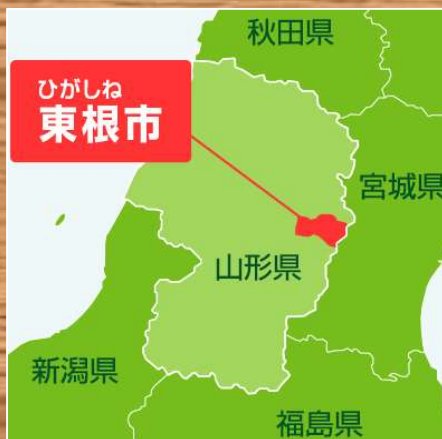 秋田県
ひがしね
東根市
宮城県
山形県
新潟県
福島県